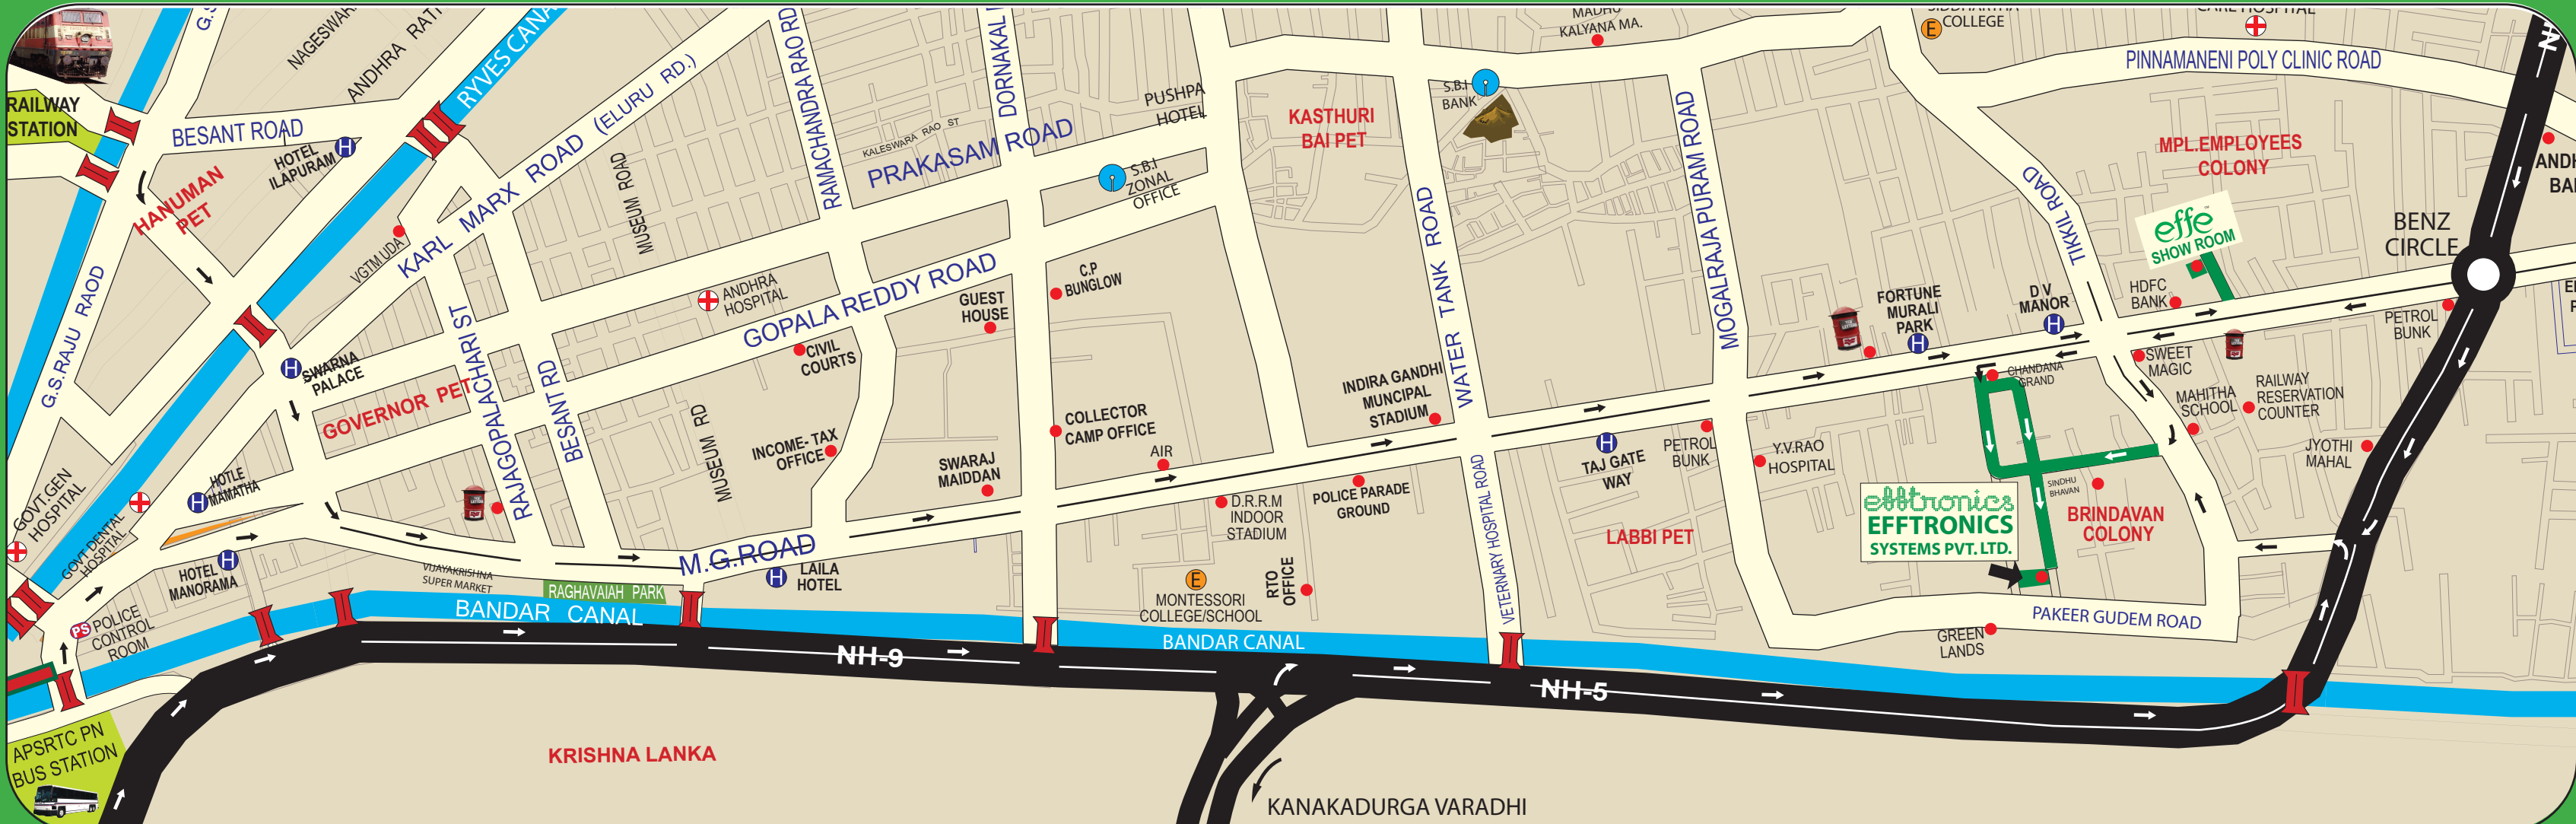 RAILWAY
STATION
G.S.
NAGESWAR
ANDHRA RAT
RYVES CANA
BESANT ROAD
HOTEL
ILAPURAM
HANUMAN
PET
G.S.RAJU RAOD
VGTM UDA
KARL MARX ROAD (ELURU RD.)
MUSEUM ROAD
RAMACHANDRA RAO RD
DORNAKAL
KALESWARA RAO ST
PRAKASAM ROAD
PUSHPA
HOTEL
S.B.I
ZONAL
OFFICE
ANDHRA
HOSPITAL
GOPALA REDDY ROAD
GUEST
HOUSE
C.P
BUNGLOW
CIVIL
COURTS
SWARNA
PALACE
GOVERNOR PET
RAJAGOPALACHARI ST
BESANT RD
MUSEUM RD
INCOME- TAX
OFFICE
COLLECTOR
CAMP OFFICE
SWARAJ
MAIDDAN
AIR
GOVT.GEN
HOSPITAL
GOVT DENTAL
HOSPITAL
HOTLE
MAMATHA
HOTEL
MANORAMA
POLICE
CONTROL
ROOM
PS
VIJAYAKRISHNA
SUPER MARKET
RAGHAVAIAH PARK
M.G.ROAD
LAILA
HOTEL
BANDAR CANAL
NH-9
APSRTC PN
BUS STATION
KRISHNA LANKA
KASTHURI
BAI PET
MADHU
KALYANA MA.
S.B.I
BANK
WATER TANK ROAD
MOGALRAJA PURAM ROAD
INDIRA GANDHI
MUNCIPAL
STADIUM
D.R.R.M
INDOOR
STADIUM
POLICE PARADE
GROUND
RTO
OFFICE
E
MONTESSORI
COLLEGE/SCHOOL
BANDAR CANAL
VETERNARY HOSPITAL ROAD
NH-5
KANAKADURGA VARADHI
TAJ GATE
WAY
PETROL
BUNK
Y.V.RAO
HOSPITAL
LABBI PET
FORTUNE
MURALI
PARK
D V
MANOR
E
SIDDHARTHA
COLLEGE
PINNAMANENI POLY CLINIC ROAD
MPL.EMPLOYEES
COLONY
TIKKIL ROAD
effe
SHOW ROOM
HDFC
BANK
BENZ
CIRCLE
PETROL
BUNK
SWEET
MAGIC
CHANDANA
GRAND
MAHITHA
SCHOOL
RAILWAY
RESERVATION
COUNTER
JYOTHI
MAHAL
SINDHU
BHAVAN
BRINDAVAN
COLONY
efftronics
EFFTRONICS
SYSTEMS PVT. LTD.
PAKEER GUDEM ROAD
GREEN
LANDS